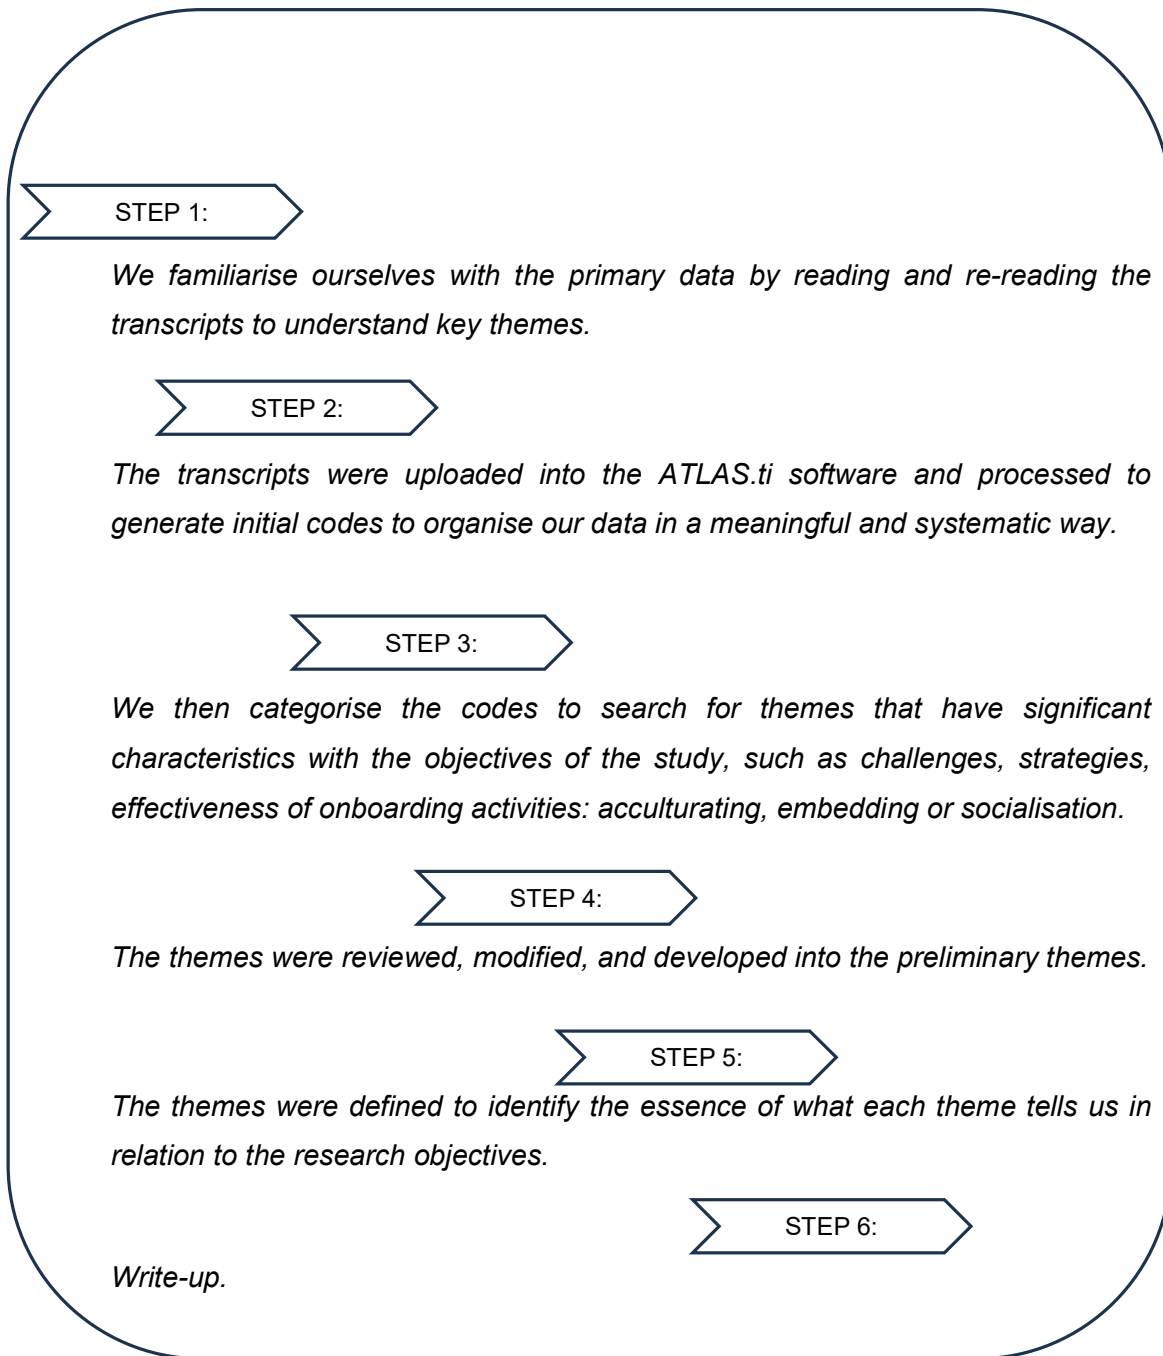 STEP 1:
We familiarise ourselves with the primary data by reading and re-reading the
transcripts to understand key themes.
STEP 2:
The transcripts were uploaded into the ATLAS.ti software and processed to
generate initial codes to organise our data in a meaningful and systematic way.
STEP 3:
We then categorise the codes to search for themes that have significant
characteristics with the objectives of the study, such as challenges, strategies,
effectiveness of onboarding activities: acculturating, embedding or socialisation.
STEP 4:
The themes were reviewed, modified, and developed into the preliminary themes.
STEP 5:
The themes were defined to identify the essence of what each theme tells us in
relation to the research objectives.
STEP 6:
Write-up.